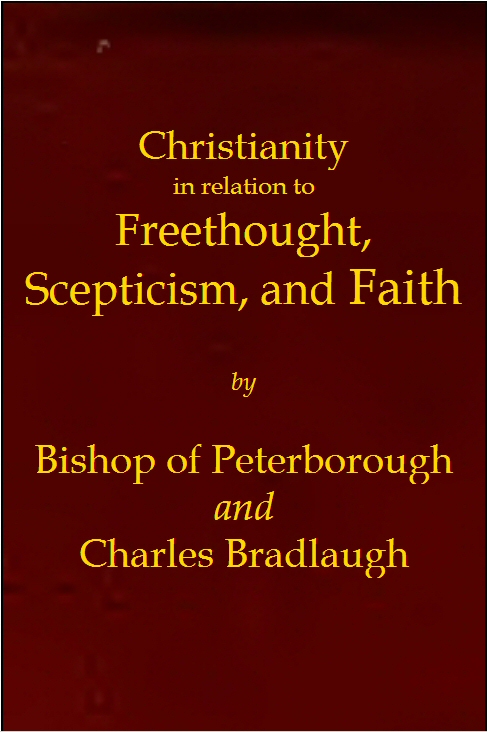 Christianity
in relation to
Freethought,
Scepticism, and Faith
by
Bishop of Peterborough
and
Charles Bradlaugh